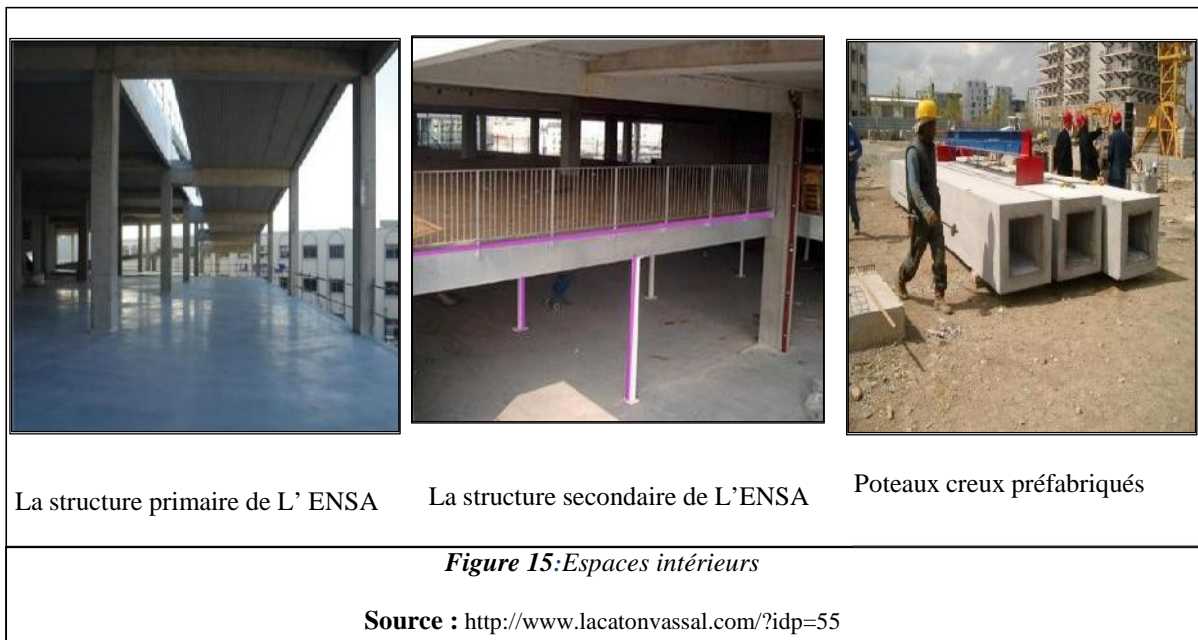 La structure primaire de L’ ENSA
La structure secondaire de L’ENSA
Poteaux creux préfabriqués
Figure 15:Espaces intérieurs
Source : http://www.lacatonvassal.com/?idp=55